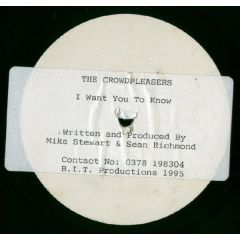 THE CROWDPLEASERS
I Want You To Know
Written and Produced By
Mike Stewart & Sean Richmond
Contact No: 0378 198304
B.I.T. Productions 1995